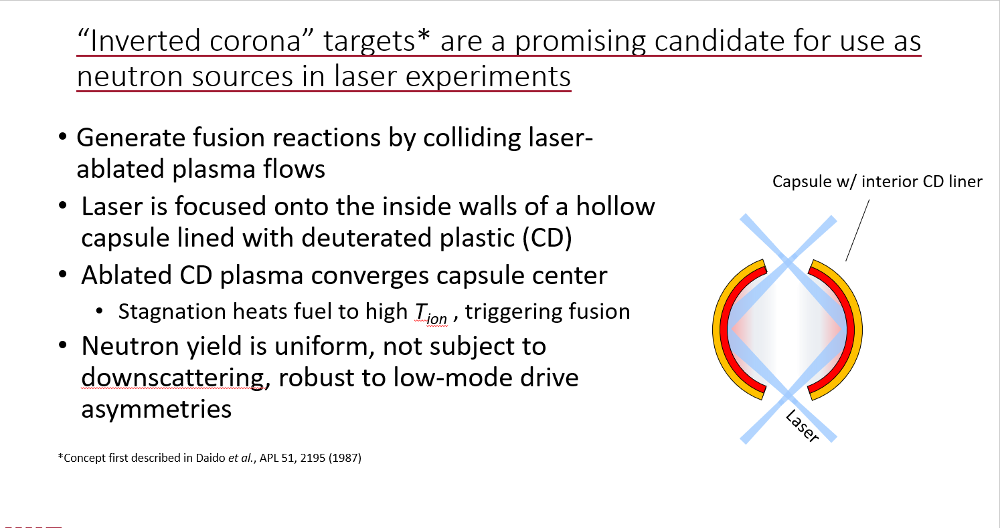 “Inverted corona” targets* are a promising candidate for use as
neutron sources in laser experiments
• Generate fusion reactions by colliding laser-
ablated plasma flows
• Laser is focused onto the inside walls of a hollow
capsule lined with deuterated plastic (CD)
• Ablated CD plasma converges capsule center
• Stagnation heats fuel to high Tion , triggering fusion
• Neutron yield is uniform, not subject to
downscattering, robust to low-mode drive
asymmetries
*Concept first described in Daido et al., APL 51, 2195 (1987)
Capsule w/ interior CD liner
Laser